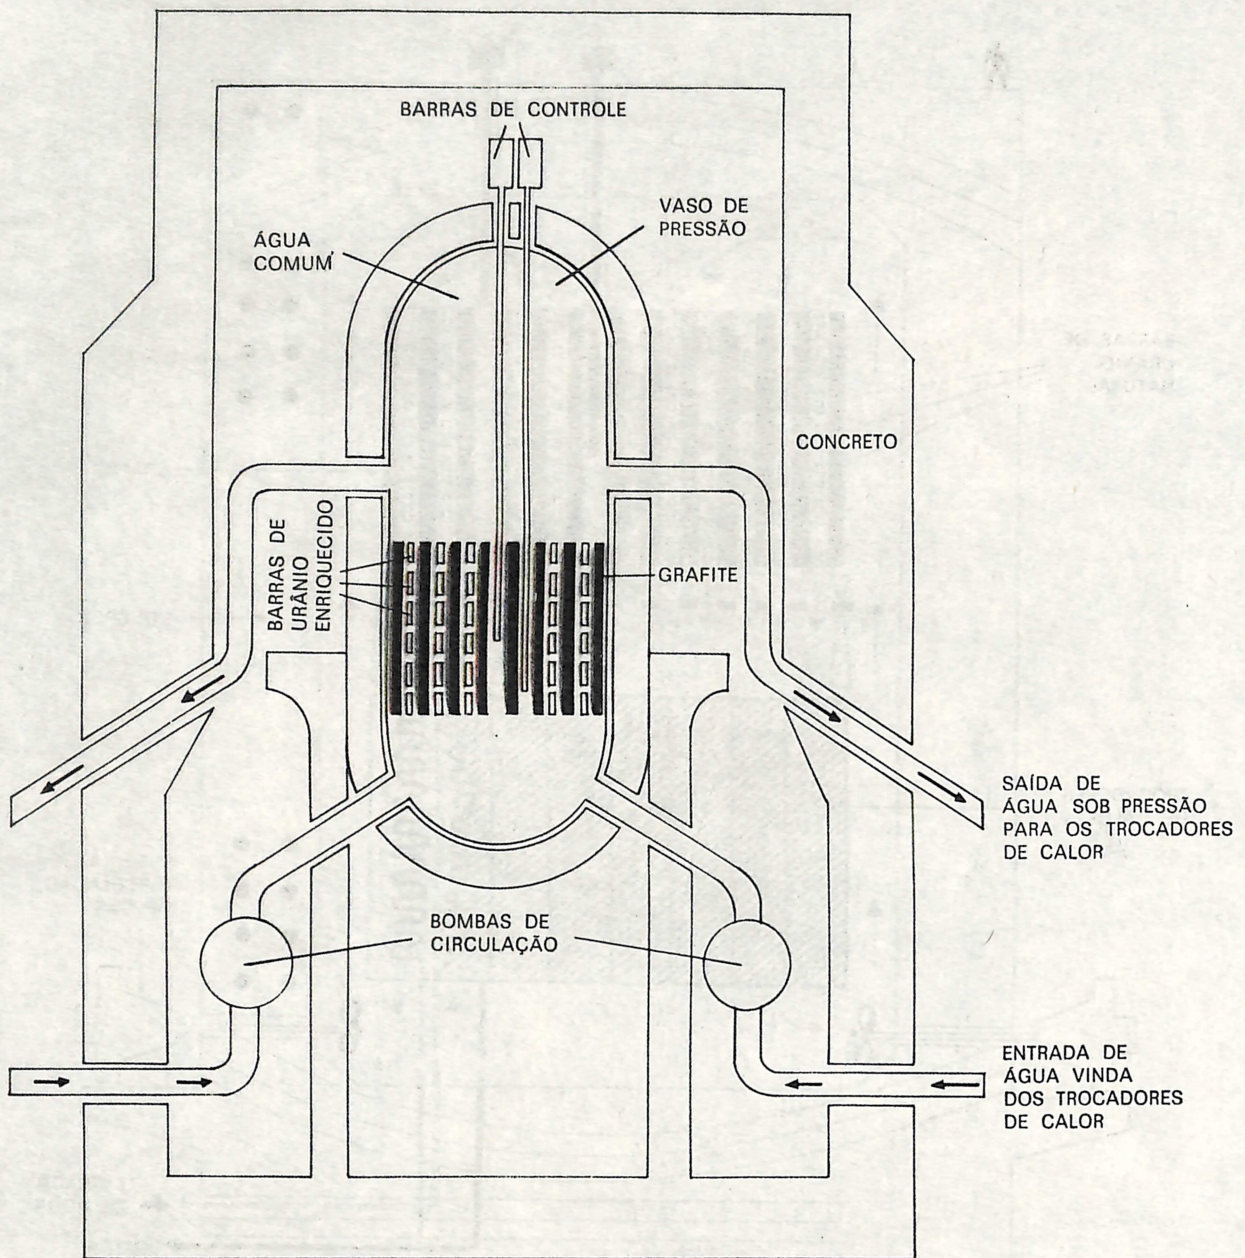 BARRAS DE CONTROLE
VASO DE
PRESSÃO
ÁGUA
COMUM
CONCRETO
BARRAS DE
URÂNIO
ENRIQUECIDO
GRAFITE
SAÍDA DE
ÁGUA SOB PRESSÃO
PARA OS TROCADORES
DE CALOR
BOMBAS DE
CIRCULAÇÃO
ENTRADA DE
ÁGUA VINDA
DOS TROCADORES
DE CALOR